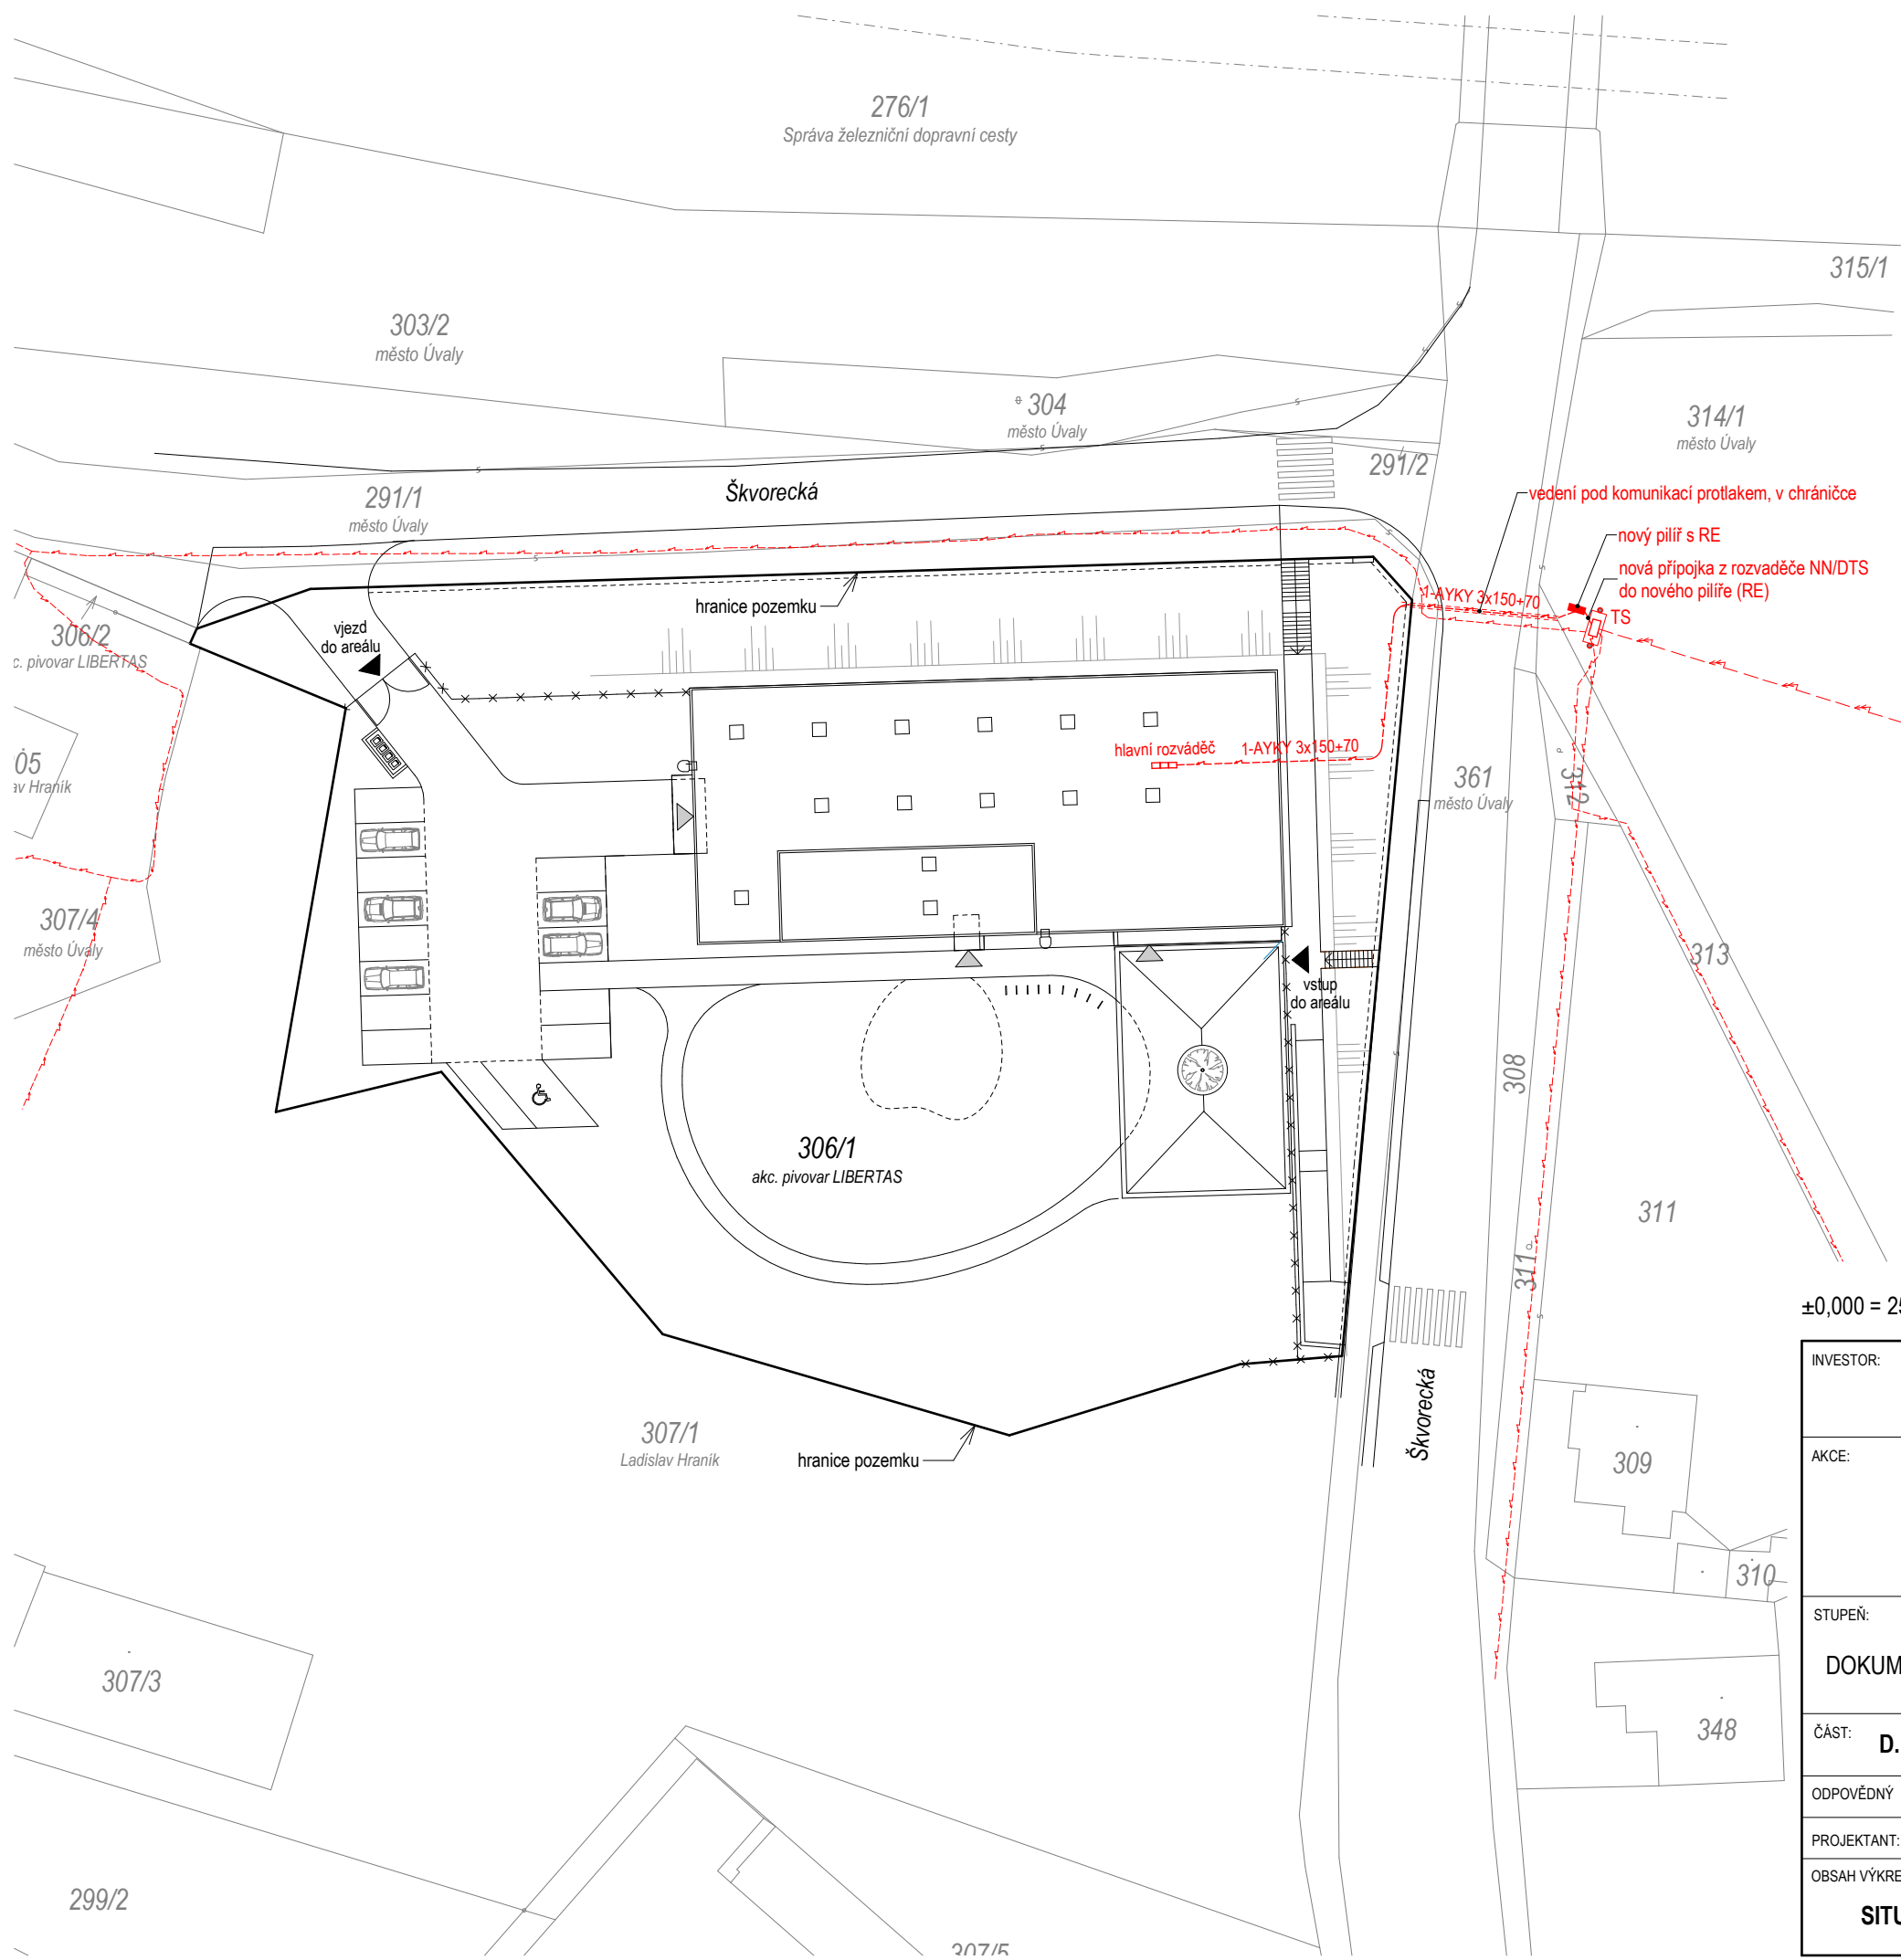 276/1
Správa železniční dopravní cesty
315/1
303/2
město Úvaly
304
město Úvaly
314/1
město Úvaly
291/2
291/1
město Úvaly
Škvorecká
vedení pod komunikací protlakem, v chráničce
nový pilíř s RE
nová přípojka z rozvaděče NN/DTS
do nového pilíře (RE)
1-AYKY 3x150+70
TS
hranice pozemku
vjezd
do areálu
306/2
c. pivovar LIBERTAS
hlavní rozváděč
1-AYKY 3x150+70
05
av Hraník
361
město Úvaly
312
307/4
město Úvaly
313
vstup
do areálu
308
306/1
akc. pivovar LIBERTAS
311
311
±0,000 = 25
INVESTOR:
Škvorecká
307/1
Ladislav Hraník
hranice pozemku
309
AKCE:
310
STUPEŇ:
DOKUM
307/3
348
ČÁST:
D.
ODPOVĚDNÝ
PROJEKTANT:
OBSAH VÝKRE
SITU
299/2
307/5